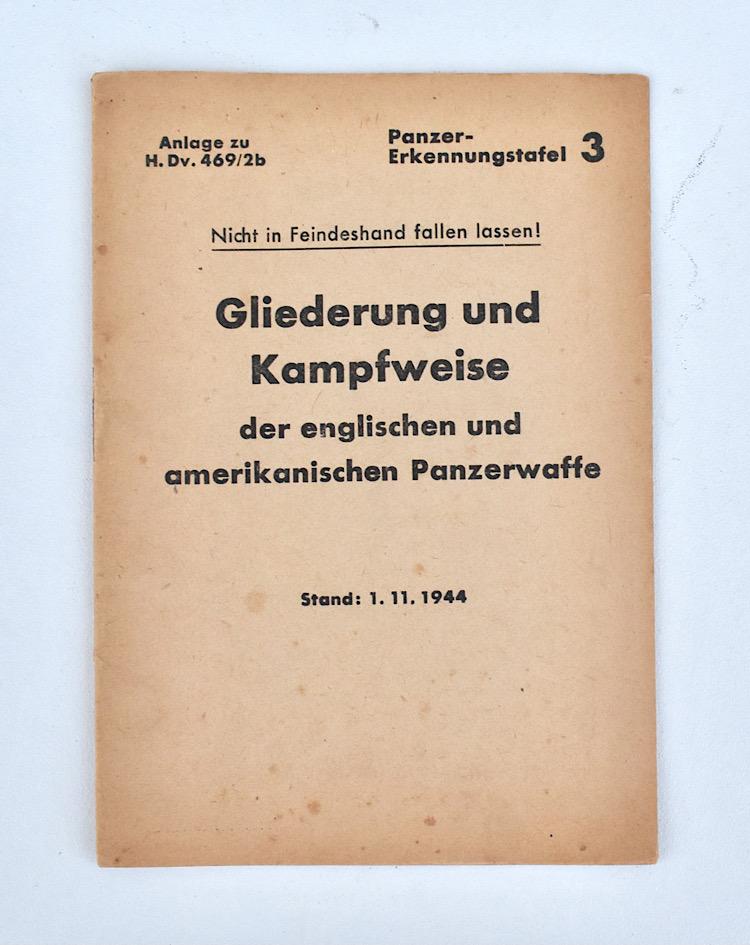 Anlage zu
H. Dv. 469/2b
Panzer-
Erkennungstafel 3
Nicht in Feindeshand fallen lassen!
Gliederung und
Kampfweise
der englischen und
amerikanischen Panzerwaffe
Stand: 1. 11. 1944